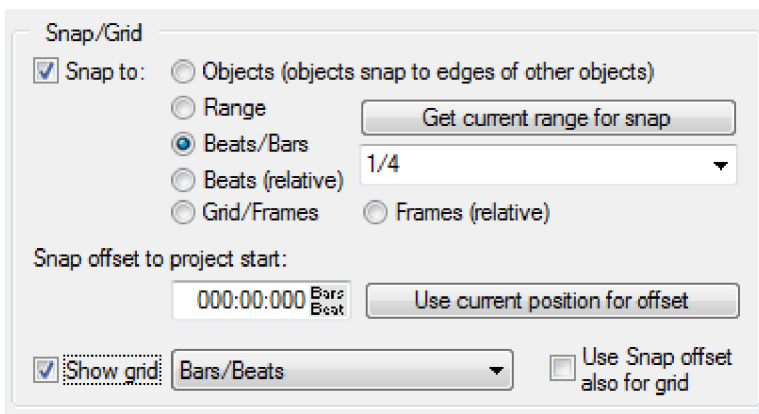 Snap/Grid
Snap to: Objects (objects snap to edges of other objects)
Range Get current range for snap
Beats/Bars
1/4
Beats (relative)
Grid/Frames Frames (relative)
Snap offset to project start:
000:00:000 Bars Beat Use current position for offset
Show grid Bars/Beats Use Snap offset
also for grid